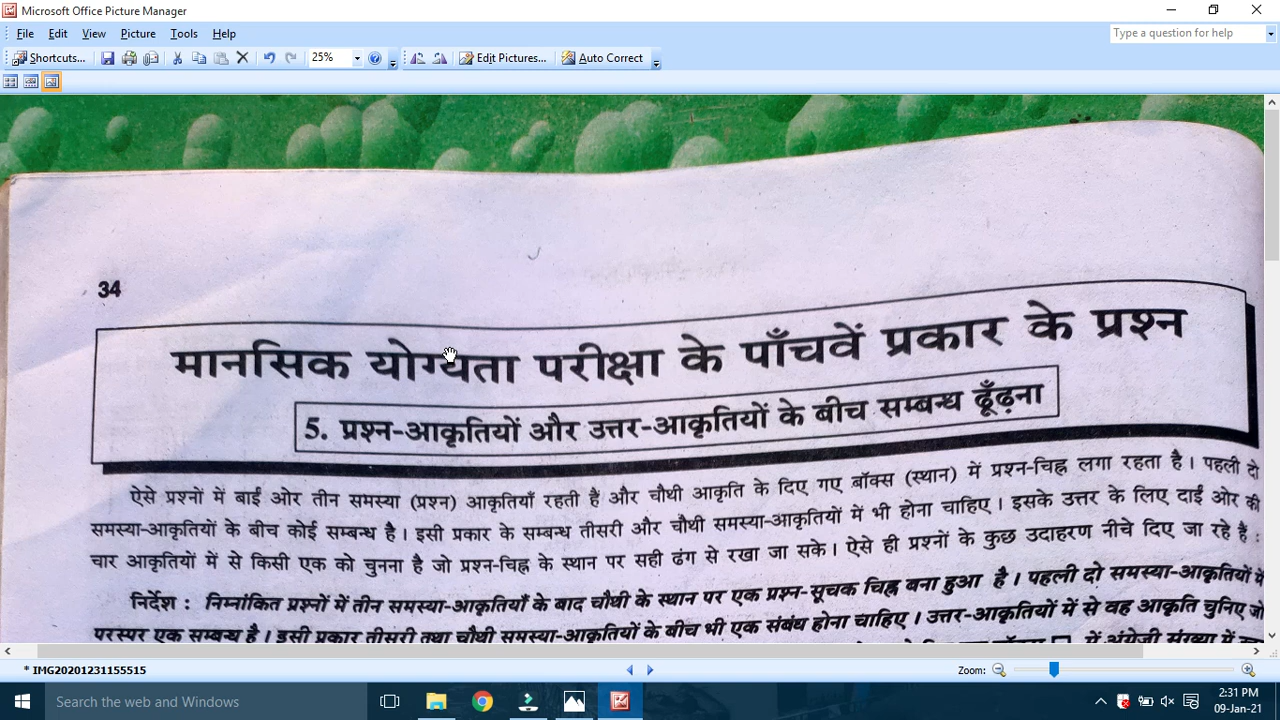 Microsoft Office Picture Manager
File Edit View Picture Tools Help
Type a question for help
Shortcuts... 25% Edit Pictures... Auto Correct
34
मानसिक योग्यता परीक्षा के पाँचवें प्रकार के प्रश्न
5. प्रश्न-आकृतियों और उत्तर-आकृतियों के बीच सम्बन्ध ढूँढ़ना
ऐसे प्रश्नों में बाईं ओर तीन समस्या (प्रश्न) आकृतियाँ रहती हैं और चौथी आकृति के दिए गए बॉक्स (स्थान) में प्रश्न-चिह्न लगा रहता है। पहली दो
समस्या-आकृतियों के बीच कोई सम्बन्ध है। इसी प्रकार के सम्बन्ध तीसरी और चौथी समस्या-आकृतियों में भी होना चाहिए। इसके उत्तर के लिए दाईं ओर की
चार आकृतियों में से किसी एक को चुनना है जो प्रश्न-चिह्न के स्थान पर सही ढंग से रखा जा सके। ऐसे ही प्रश्नों के कुछ उदाहरण नीचे दिए जा रहे हैं :
निर्देश : निम्नांकित प्रश्नों में तीन समस्या-आकृतियाँ के बाद चौथी के स्थान पर एक प्रश्न-सूचक चिह्न बना हुआ है। पहली दो समस्या-आकृतियों में
परस्पर एक सम्बन्ध है। इसी प्रकार तीसरी तथा चौथी समस्या-आकृतियों के बीच भी एक संबंध होना चाहिए। उत्तर-आकृतियों में से वह आकृति चुनिए जो
में अंग्रेजी संख्या में
* IMG20201231155515
Zoom:
Search the web and Windows
2:31 PM
09-Jan-21